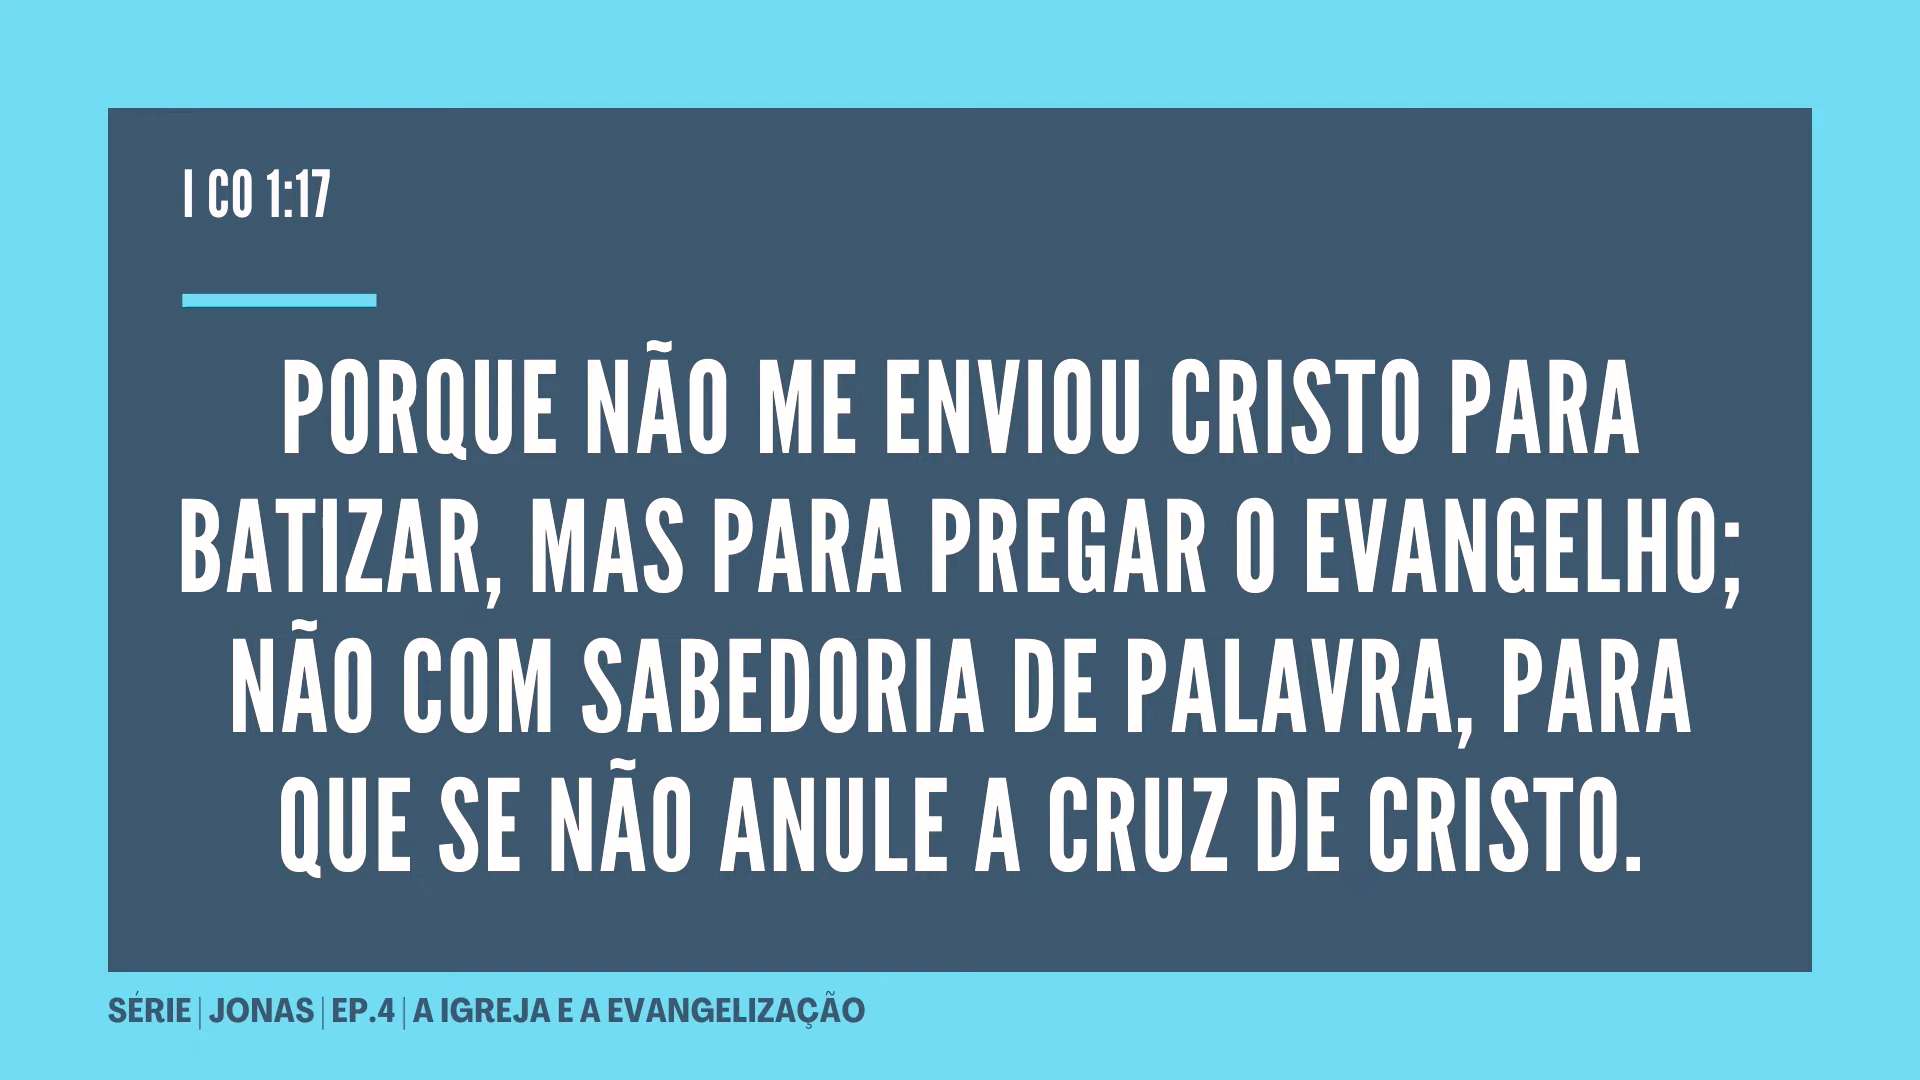 I CO 1:17
PORQUE NÃO ME ENVIOU CRISTO PARA
BATIZAR, MAS PARA PREGAR O EVANGELHO;
NÃO COM SABEDORIA DE PALAVRA, PARA
QUE SE NÃO ANULE A CRUZ DE CRISTO.
SÉRIE | JONAS | EP.4 | A IGREJA E A EVANGELIZAÇÃO